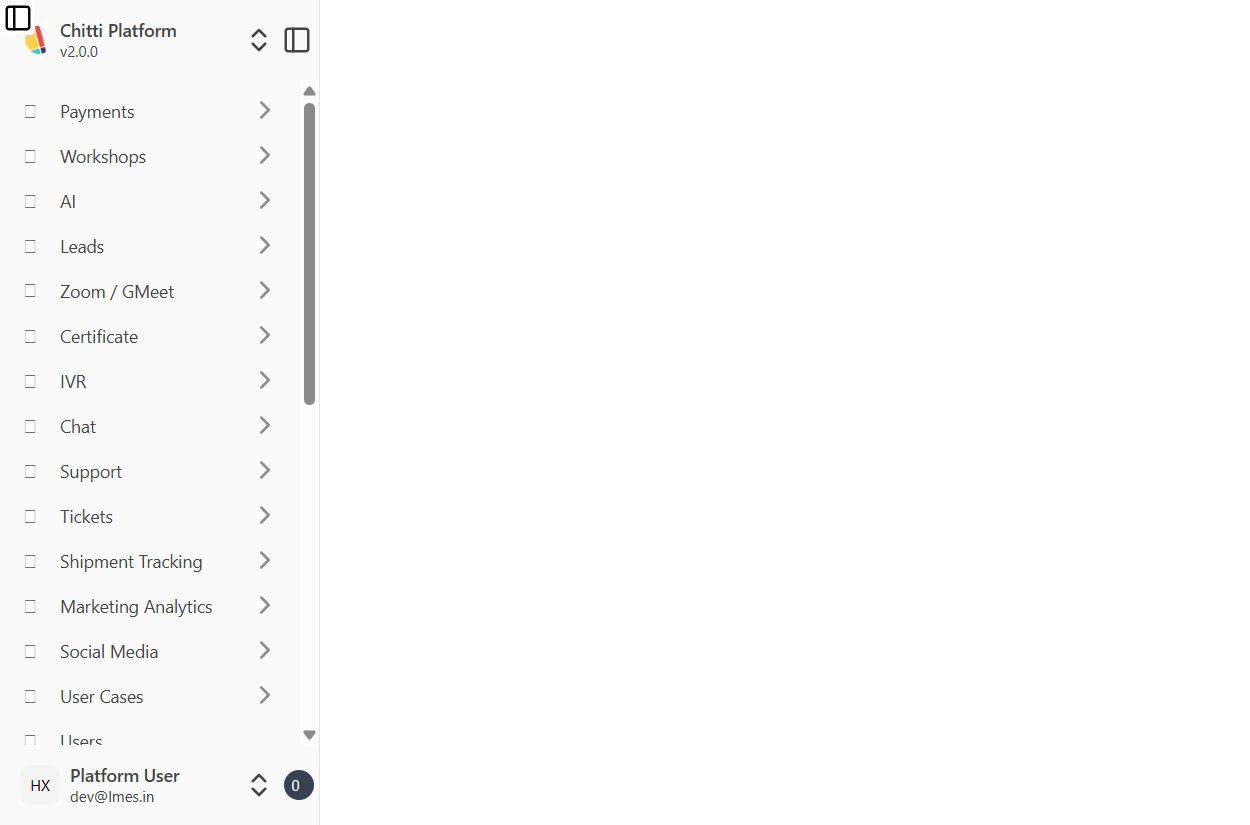 Chitti Platform
v2.0.0
Payments
Workshops
AI
Leads
Zoom / GMeet
Certificate
IVR
Chat
Support
Tickets
Shipment Tracking
Marketing Analytics
Social Media
User Cases
Users
HX
Platform User
dev@lmes.in
0